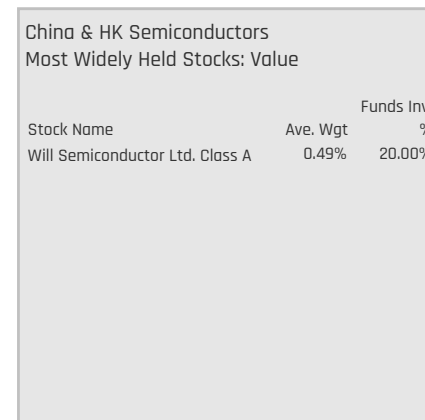 China & HK Semiconductors
Most Widely Held Stocks: Value
Funds Inv
Stock Name Ave. Wgt %
Will Semiconductor Ltd. Class A 0.49% 20.00%